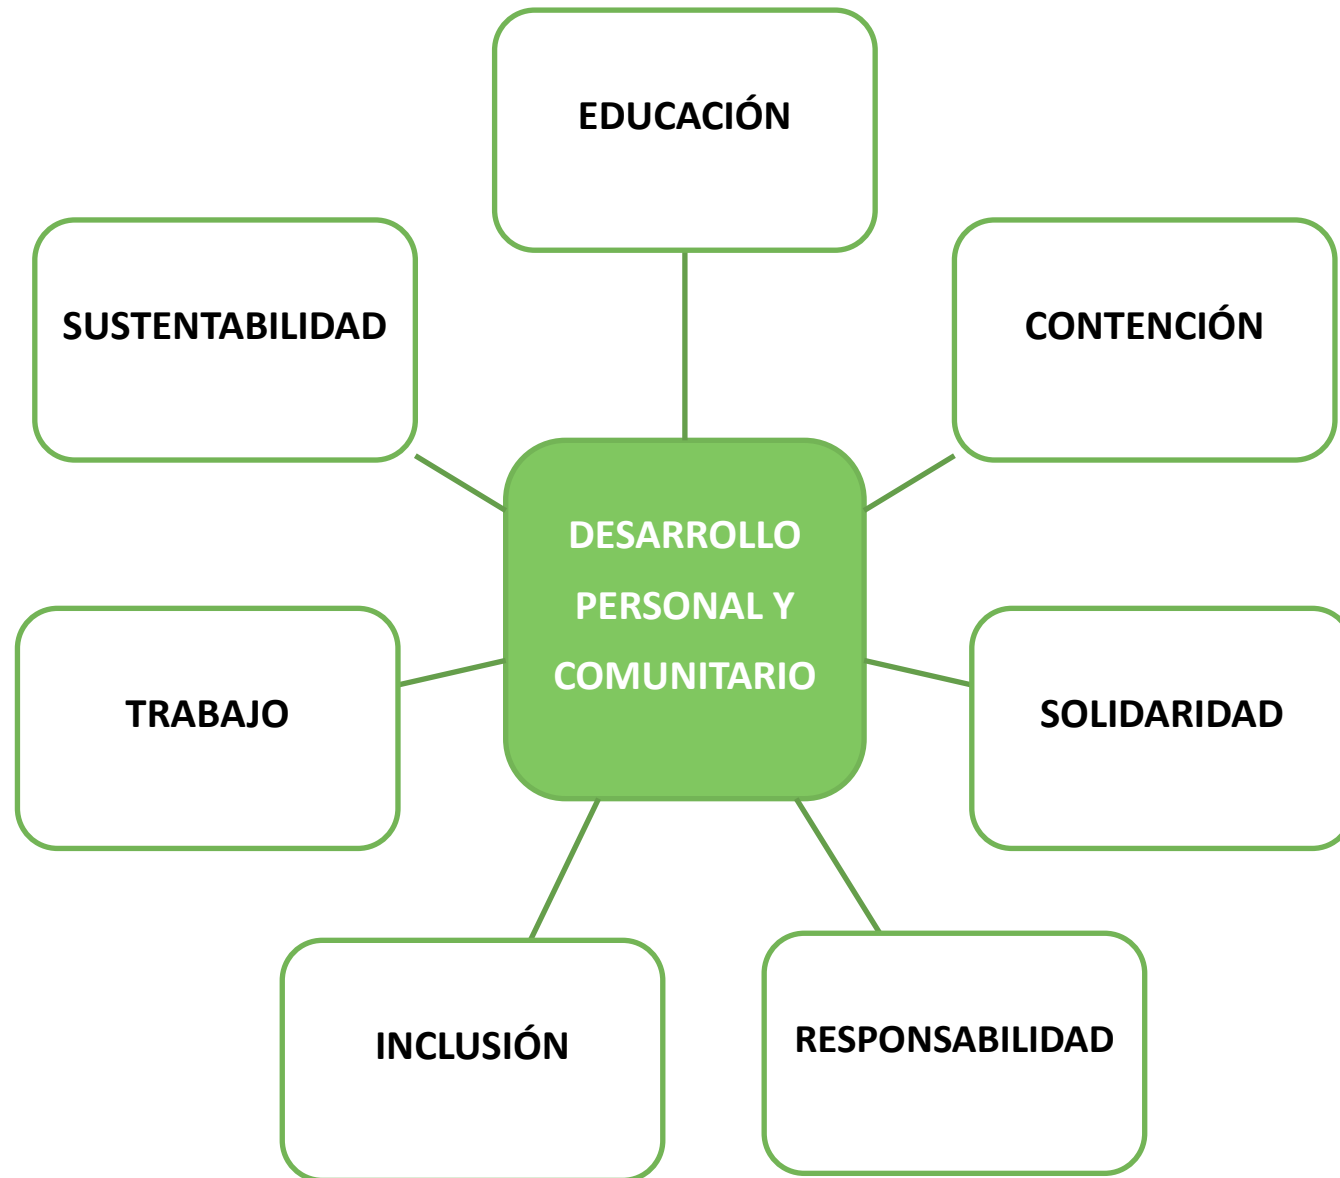 EDUCACIÓN
SUSTENTABILIDAD
CONTENCIÓN
DESARROLLO
PERSONAL Y
COMUNITARIO
TRABAJO
SOLIDARIDAD
INCLUSIÓN
RESPONSABILIDAD